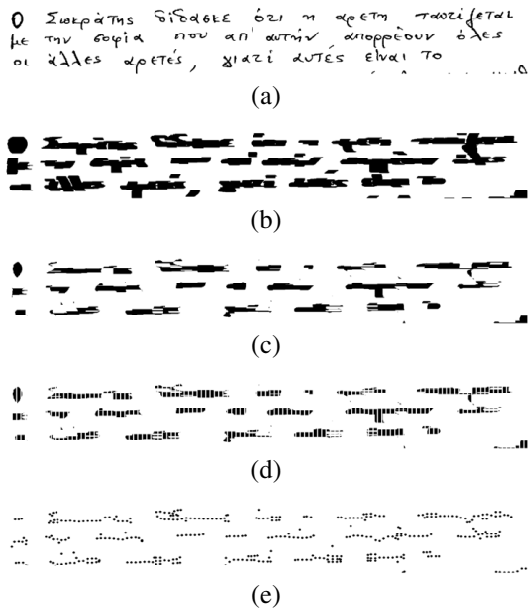 Ο Σωκράτης δίδασκε ότι η αρετή ταυτίζεται
με την σοφία που απ' αυτήν απορρέουν όλες
οι άλλες αρετές, γιατί αυτές είναι το
(a)
(b)
(c)
(d)
(e)